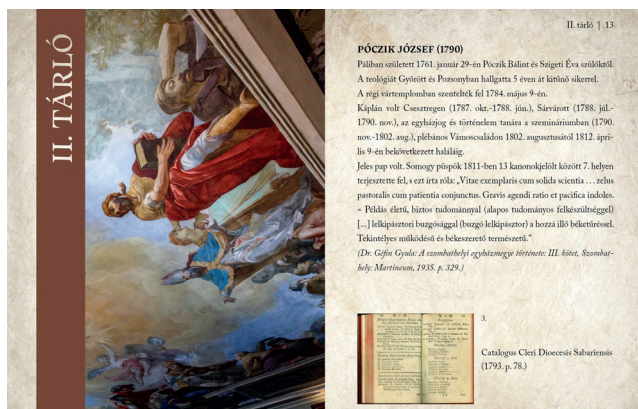 II. TÁRLÓ
II. tárló | 13
PÓCZIK JÓZSEF (1790)
Páliban született 1761. január 29-én Póczik Bálint és Szigeti Éva szülőktől.
A teológiát Győrött és Pozsonyban hallgatta 5 éven át kitűnő sikerrel.
A régi vártemplomban szentelték fel 1784. május 9-én.
Káplán volt Csesztregen (1787. okt.-1788. jún.), Sárvárott (1788. júl.-
1790. nov.), az egyházjog és történelem tanára a szemináriumban (1790.
nov.-1802. aug.), plébános Vámoscsaládon 1802. augusztusától 1812. ápri-
lis 9-én bekövetkezett haláláig.
Jeles pap volt. Somogy püspök 1811-ben 13 kanonokjelölt között 7. helyen
terjesztette fel, s ezt írta róla: „Vitae exemplaris cum solida scientia . . . zelus
pastoralis cum patientia conjunctus. Gravis agendi ratio et pacifica indoles.
= Példás életű, biztos tudománnyal (alapos tudományos felkészültséggel)
[...] lelkipásztori buzgósággal (buzgó lelkipásztor) a hozzá illő béketűréssel.
Tekintélyes működésű és békeszerető természetű."
(Dr. Géfin Gyula: A szombathelyi egyházmegye története: III. kötet, Szombat-
hely: Martineum, 1935. p. 329.)
3.
Catalogus Cleri Dioecesis Sabariensis
(1793. p. 78.)